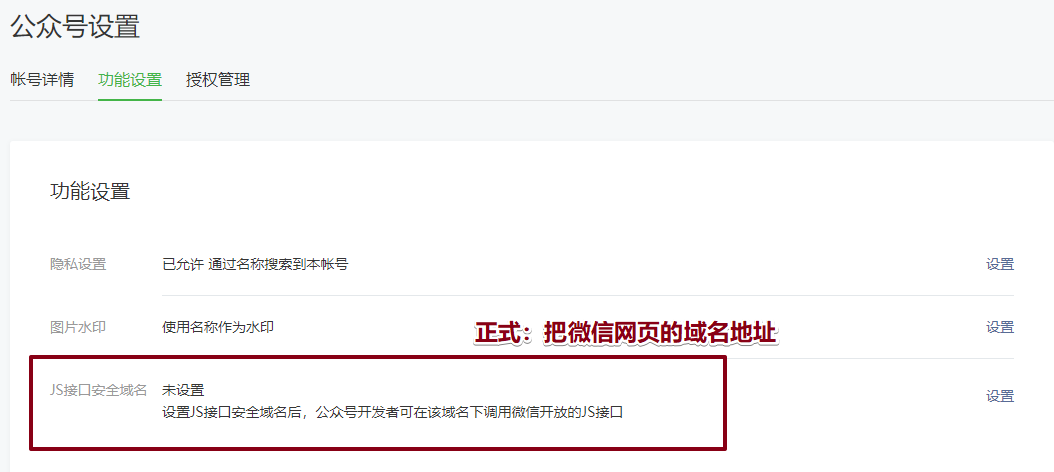 公众号设置
帐号详情 功能设置 授权管理
功能设置
隐私设置 已允许 通过名称搜索到本帐号 设置
图片水印 使用名称作为水印 设置
正式：把微信网页的域名地址
JS接口安全域名 未设置 设置
设置JS接口安全域名后，公众号开发者可在该域名下调用微信开放的JS接口